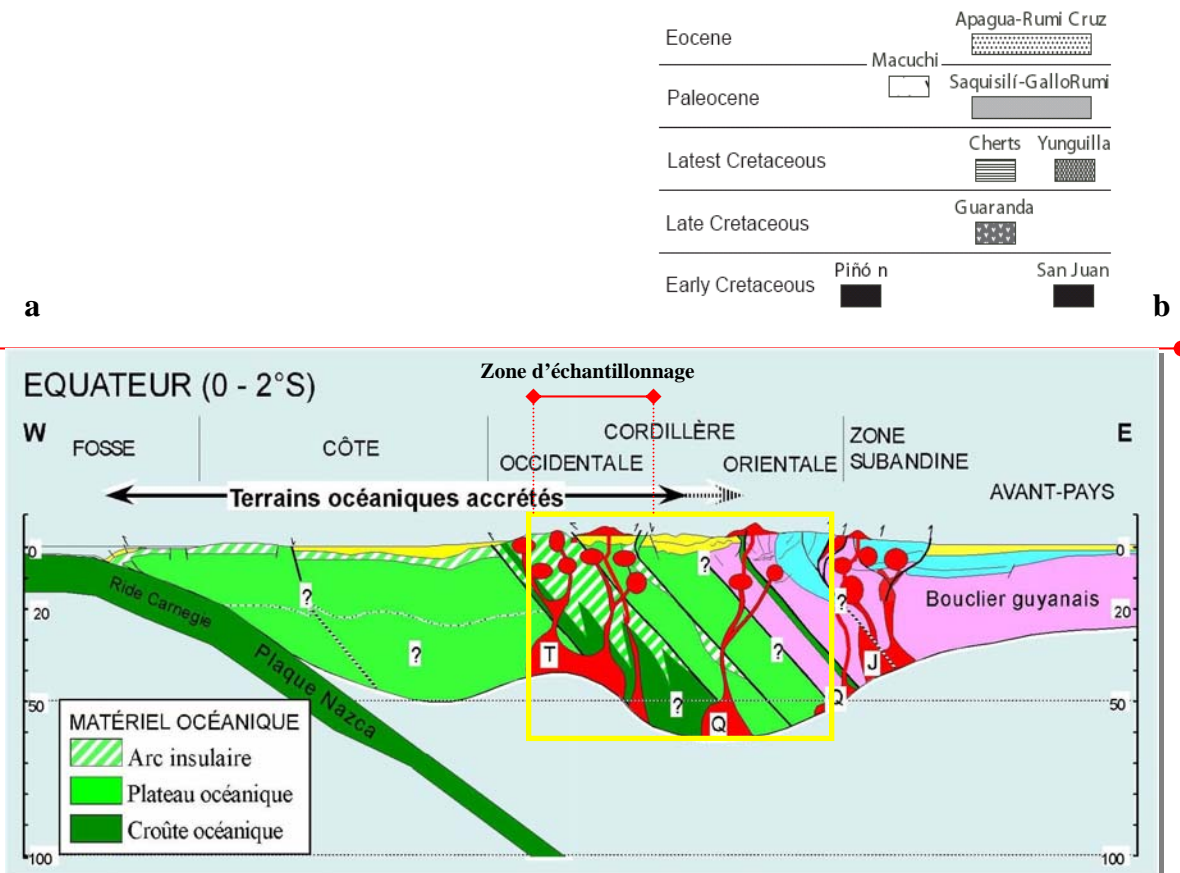 Apagua-Rumi Cruz
Eocene
Macuchi
Saquisilí-GalloRumi
Paleocene
Cherts Yunguilla
Latest Cretaceous
Guaranda
Late Cretaceous
Piñó n San Juan
Early Cretaceous
a b
Zone d'échantillonnage
EQUATEUR (0 - 2°S)
W FOSSE CÔTE CORDILLÈRE ZONE E
OCCIDENTALE ORIENTALE SUBANDINE
Terrains océaniques accrétés AVANT-PAYS
0 0
? ? ?
Ride Carnegie Bouclier guyanais
20 20
? ? T ? J
Plaque Nazca
50 ? Q Q 50
MATÉRIEL OCÉANIQUE
Arc insulaire
Plateau océanique
Croûte océanique
100 100